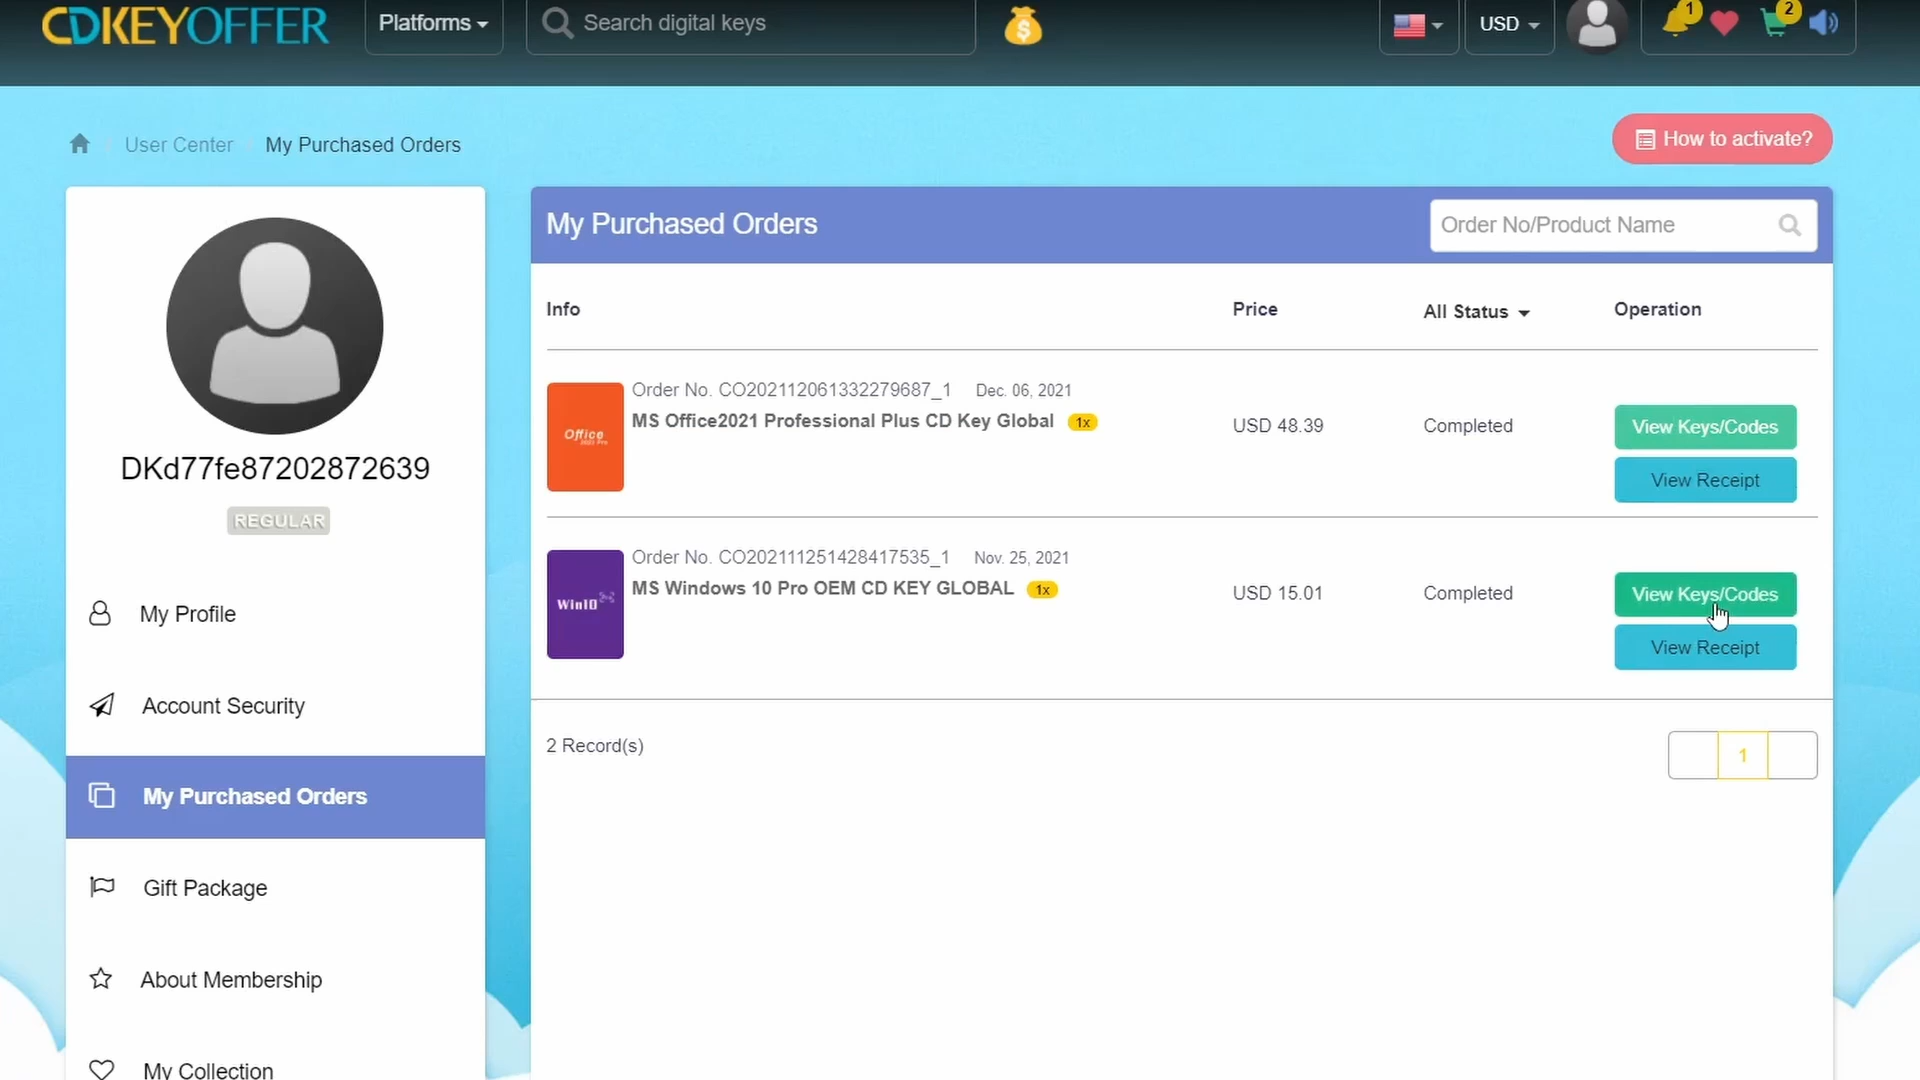 CDKEYOFFER
Platforms
Search digital keys
USD
1
2
User Center
My Purchased Orders
How to activate?
DKd77fe87202872639
REGULAR
My Profile
Account Security
My Purchased Orders
Gift Package
About Membership
My Collection
My Purchased Orders
Order No/Product Name
Info
Price
All Status
Operation
Order No. CO202112061332279687_1 Dec. 06, 2021
Office
2021 Pro
MS Office2021 Professional Plus CD Key Global 1x
USD 48.39
Completed
View Keys/Codes
View Receipt
Order No. CO202111251428417535_1 Nov. 25, 2021
Win10
MS Windows 10 Pro OEM CD KEY GLOBAL 1x
USD 15.01
Completed
View Keys/Codes
View Receipt
2 Record(s)
1